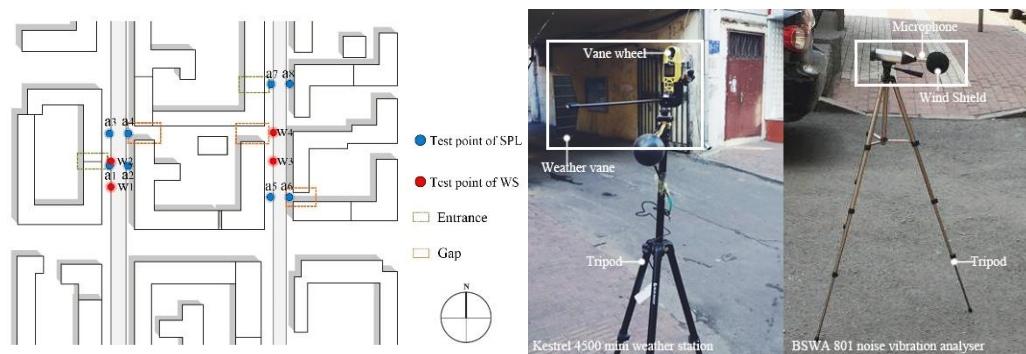 a7 a8
a3 a4
W4
W2
W3
a1 a2
W1
a5 a6
Test point of SPL
Test point of WS
Entrance
Gap
N
Vane wheel
Weather vane
Tripod
Kestrel 4500 mini weather station
Microphone
Wind Shield
Tripod
BSWA 801 noise vibration analyser